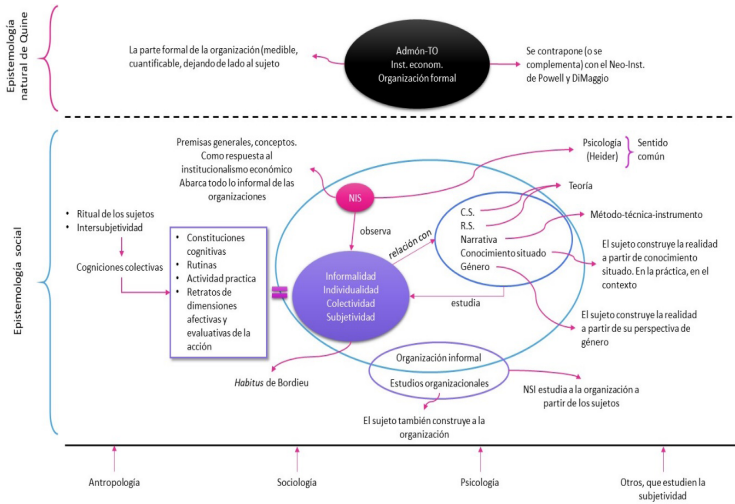 Epistemología
natural de Quine
La parte formal de la organización (medible,
cuantificable, dejando de lado al sujeto)
Admón-TO
Inst. econom.
Organización formal
Se contrapone (o se
complementa) con el Neo-Inst.
de Powell y DiMaggio
Epistemología social
Premisas generales, conceptos.
Como respuesta al
institucionalismo económico
Abarca todo lo informal de las
organizaciones
Psicología
(Heider)
Sentido
común
NIS
observa
Teoría
C.S.
R.S.
Narrativa
Conocimiento situado
Género
Método-técnica-instrumento
relación con
estudia
• Ritual de los sujetos
• Intersubjetividad
Cogniciones colectivas
• Constituciones
cognitivas
• Rutinas
• Actividad practica
• Retratos de
dimensiones
afectivas y
evaluativas de la
acción
Informalidad
Individualidad
Colectividad
Subjetividad
El sujeto construye la realidad
a partir de conocimiento
situado. En la práctica, en el
contexto
El sujeto construye la realidad
a partir de su perspectiva de
género
Organización informal
Estudios organizacionales
Habitus de Bordieu
NSI estudia a la organización a
partir de los sujetos
El sujeto también construye a la
organización
Antropología
Sociología
Psicología
Otros, que estudien la
subjetividad